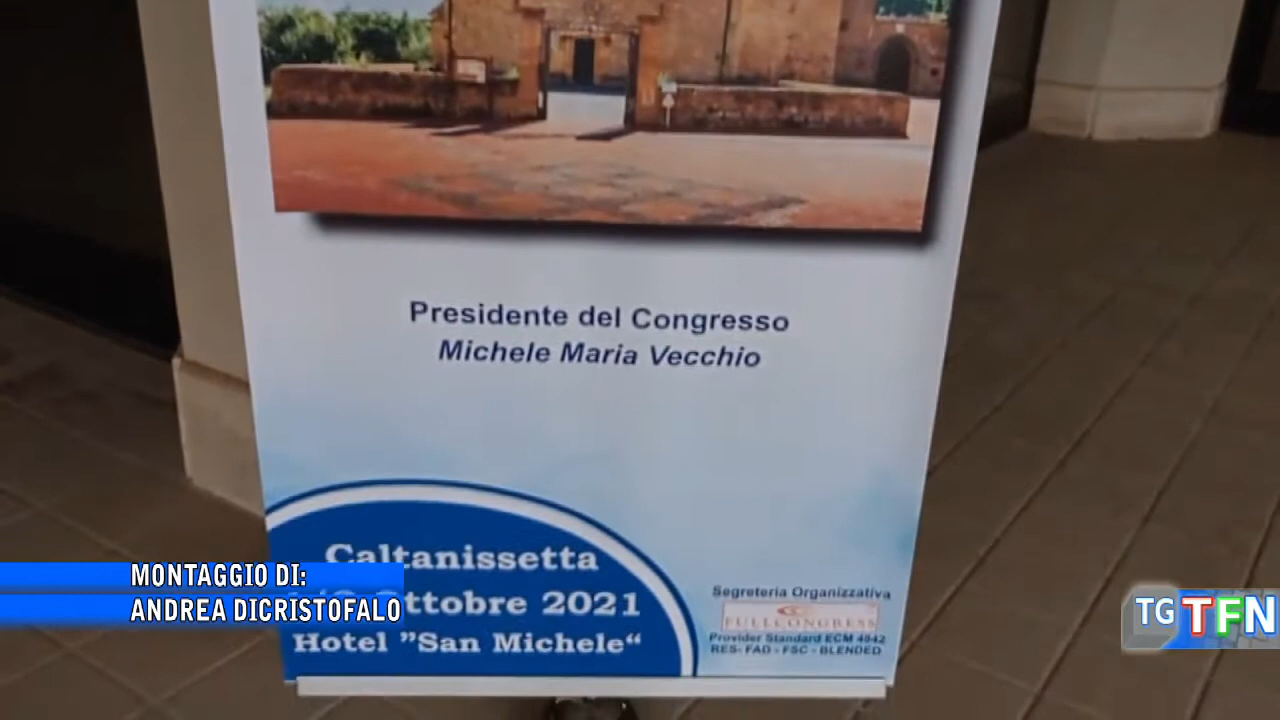 Presidente del Congresso
Michele Maria Vecchio
Caltanissetta
Ottobre 2021
Hotel "San Michele"
Segreteria Organizzativa
FULLCONGRESS
Provider Standard ECM 4842
RES- FAD - FSC - BLENDED
MONTAGGIO DI:
ANDREA DICRISTOFALO
TG TFN